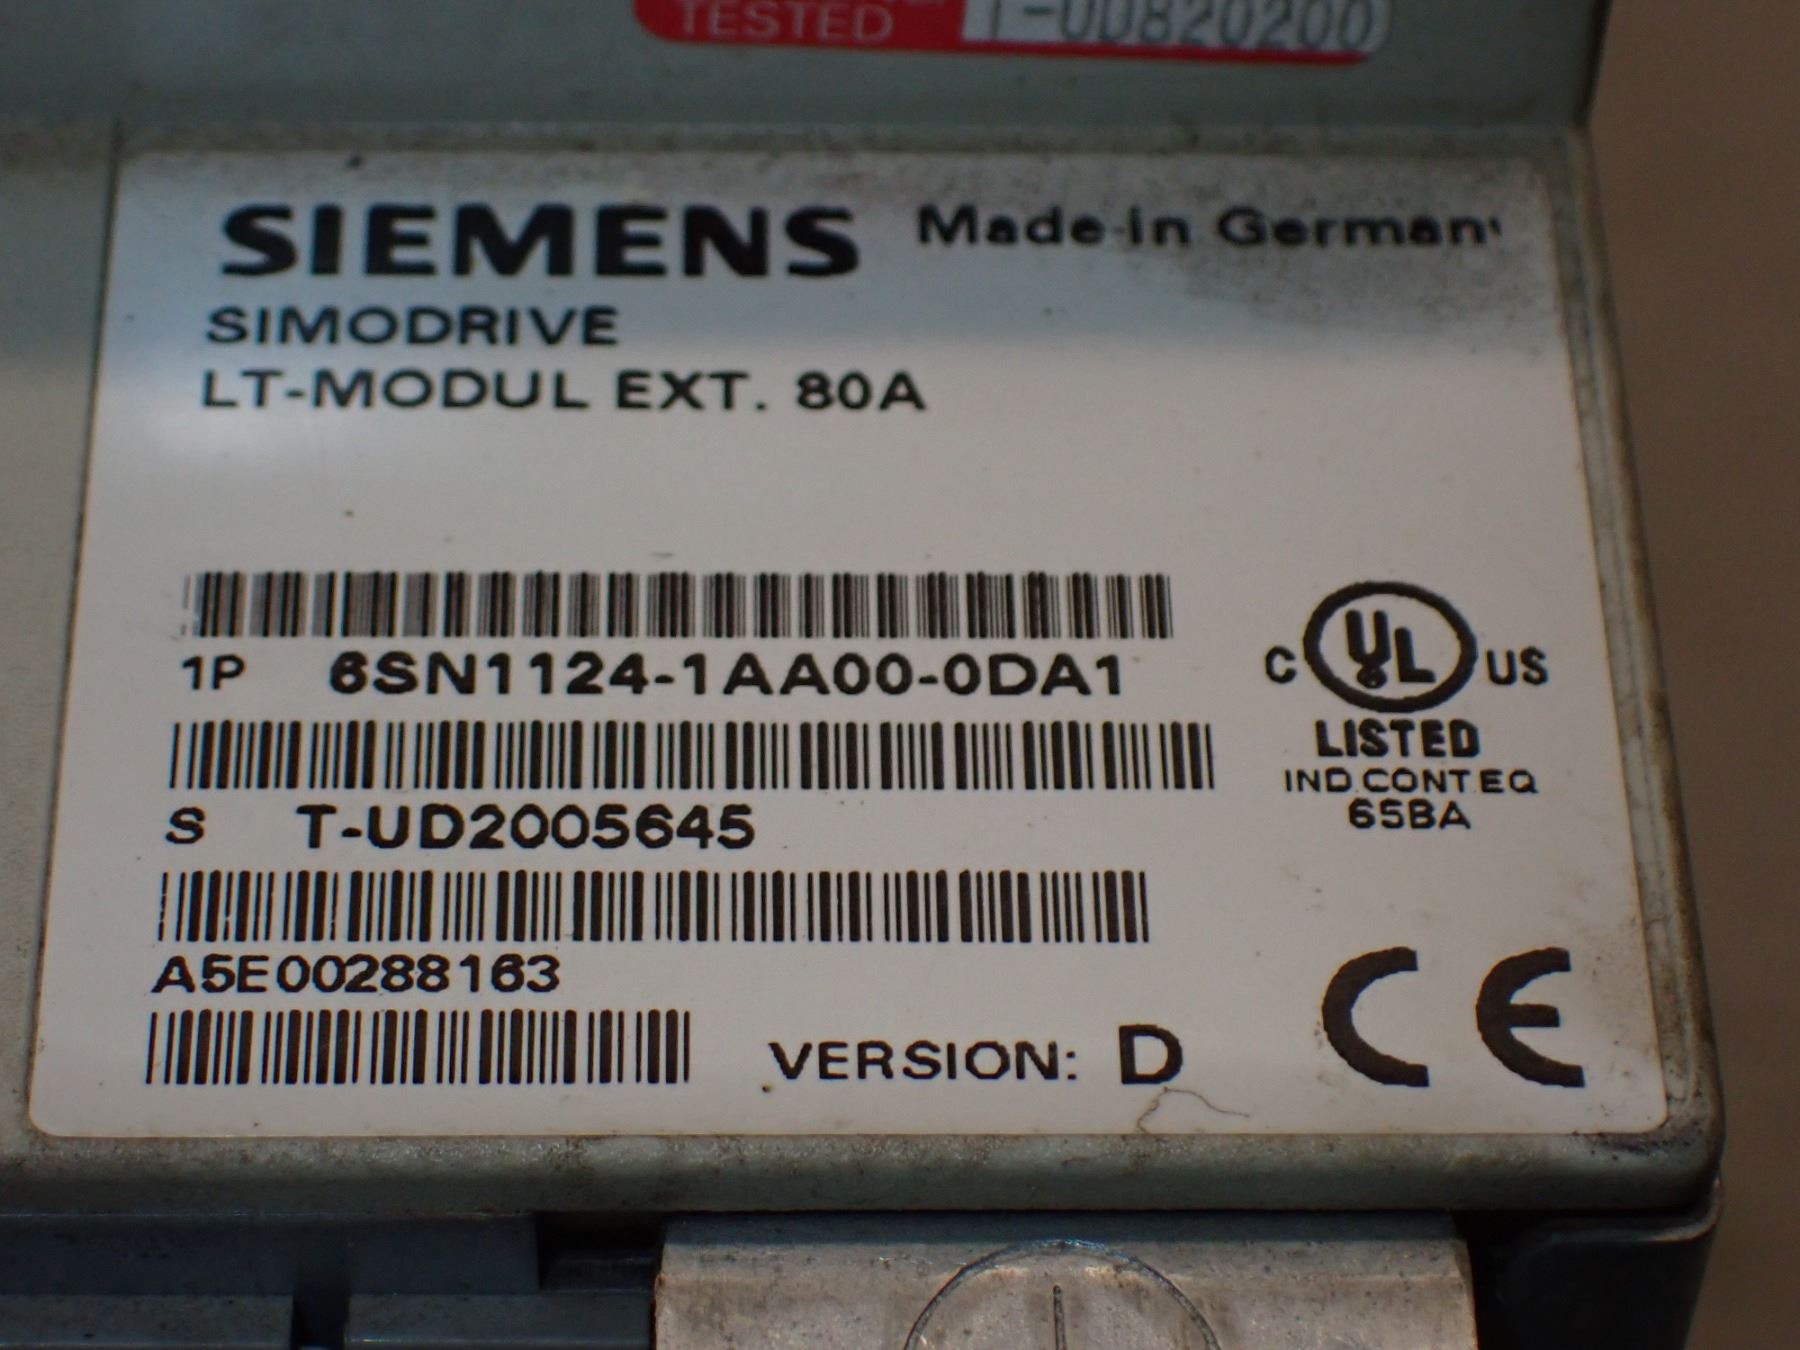 TESTED T-UD820200
SIEMENS Made in German
SIMODRIVE
LT-MODUL EXT. 80A
1P 6SN1124-1AA00-0DA1
C UL US
LISTED
IND.CONT.EQ
65BA
S T-UD2005645
A5E00288163
VERSION: D
CE